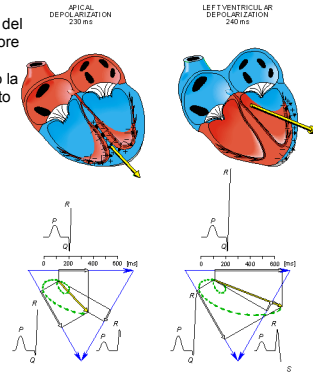 APICAL
DEPOLARIZATION
230 ms
LEFT VENTRICULAR
DEPOLARIZATION
240 ms
del
ore
la
to
R
P
Q
0 200 400 600 [ms]
R
P
Q
R
P
R
P
0 200 400 600 [ms]
R
P
Q
R
P
S